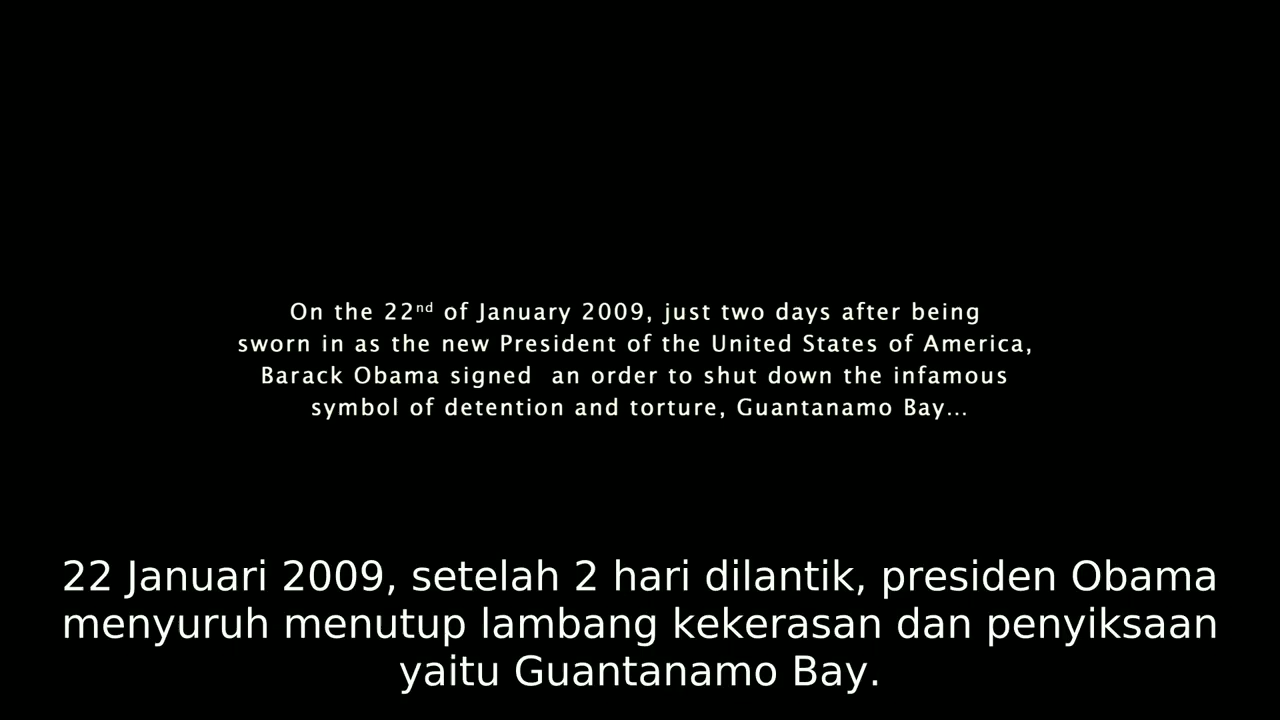 On the 22nd of January 2009, just two days after being
sworn in as the new President of the United States of America,
Barack Obama signed  an order to shut down the infamous
symbol of detention and torture, Guantanamo Bay...
22 Januari 2009, setelah 2 hari dilantik, presiden Obama
menyuruh menutup lambang kekerasan dan penyiksaan
yaitu Guantanamo Bay.